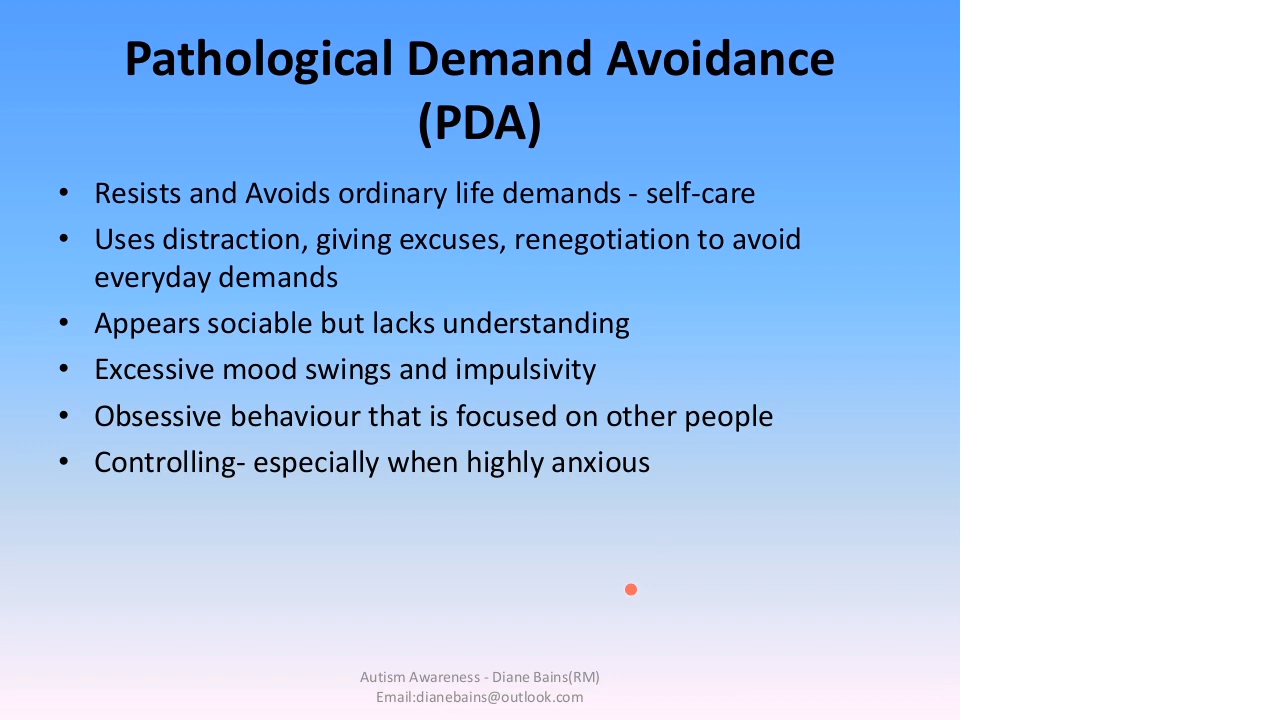 Pathological Demand Avoidance
(PDA)
• Resists and Avoids ordinary life demands - self-care
• Uses distraction, giving excuses, renegotiation to avoid
everyday demands
• Appears sociable but lacks understanding
• Excessive mood swings and impulsivity
• Obsessive behaviour that is focused on other people
• Controlling- especially when highly anxious
Autism Awareness - Diane Bains(RM)
Email:dianebains@outlook.com